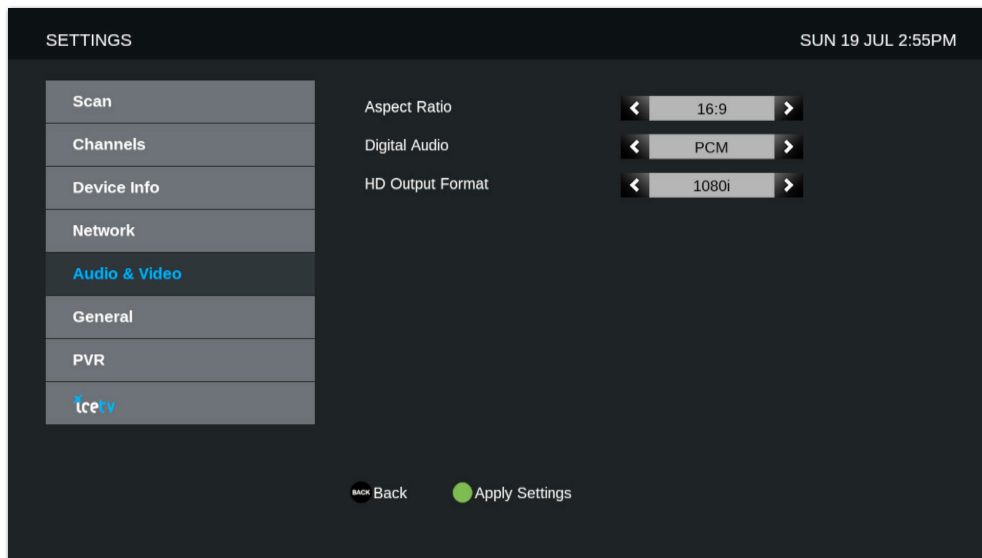 SETTINGS SUN 19 JUL 2:55PM
Scan
Channels
Device Info
Network
Audio & Video
General
PVR
icetv
Aspect Ratio 16:9
Digital Audio PCM
HD Output Format 1080i
BACK Back Apply Settings